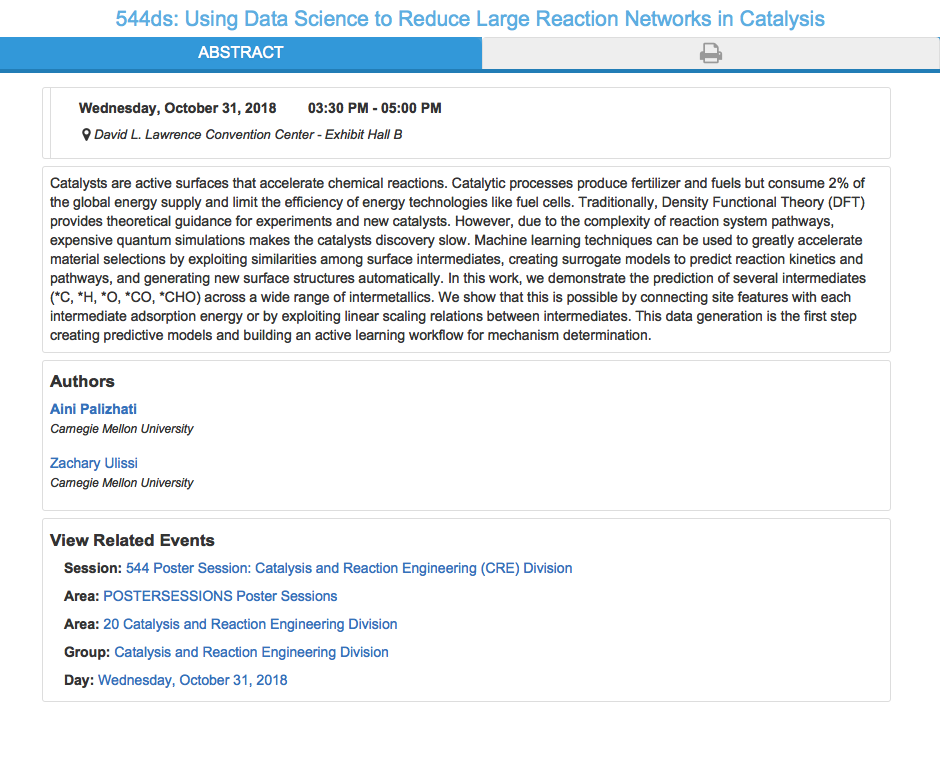 544ds: Using Data Science to Reduce Large Reaction Networks in Catalysis
ABSTRACT
Wednesday, October 31, 2018 03:30 PM - 05:00 PM
David L. Lawrence Convention Center - Exhibit Hall B
Catalysts are active surfaces that accelerate chemical reactions. Catalytic processes produce fertilizer and fuels but consume 2% of
the global energy supply and limit the efficiency of energy technologies like fuel cells. Traditionally, Density Functional Theory (DFT)
provides theoretical guidance for experiments and new catalysts. However, due to the complexity of reaction system pathways,
expensive quantum simulations makes the catalysts discovery slow. Machine learning techniques can be used to greatly accelerate
material selections by exploiting similarities among surface intermediates, creating surrogate models to predict reaction kinetics and
pathways, and generating new surface structures automatically. In this work, we demonstrate the prediction of several intermediates
(*C, *H, *O, *CO, *CHO) across a wide range of intermetallics. We show that this is possible by connecting site features with each
intermediate adsorption energy or by exploiting linear scaling relations between intermediates. This data generation is the first step
creating predictive models and building an active learning workflow for mechanism determination.
Authors
Aini Palizhati
Carnegie Mellon University
Zachary Ulissi
Carnegie Mellon University
View Related Events
Session: 544 Poster Session: Catalysis and Reaction Engineering (CRE) Division
Area: POSTERSESSIONS Poster Sessions
Area: 20 Catalysis and Reaction Engineering Division
Group: Catalysis and Reaction Engineering Division
Day: Wednesday, October 31, 2018